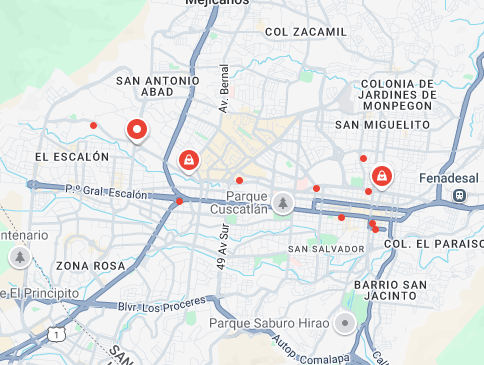 Mejicanos
COL ZACAMIL
SAN ANTONIO
ABAD
Av. Bernal
COLONIA DE
JARDINES DE
MONPEGON
SAN MIGUELITO
EL ESCALÓN
Fenadesal
P.º Gral. Escalón
Parque
Cuscatlán
49 Av Sur
SAN SALVADOR
COL. EL PARAISO
entenario
ZONA ROSA
BARRIO SAN
JACINTO
e El Principito
Blvr. Los Proceres
Parque Saburo Hirao
1
SAN
Autop. Comalapa
Cal